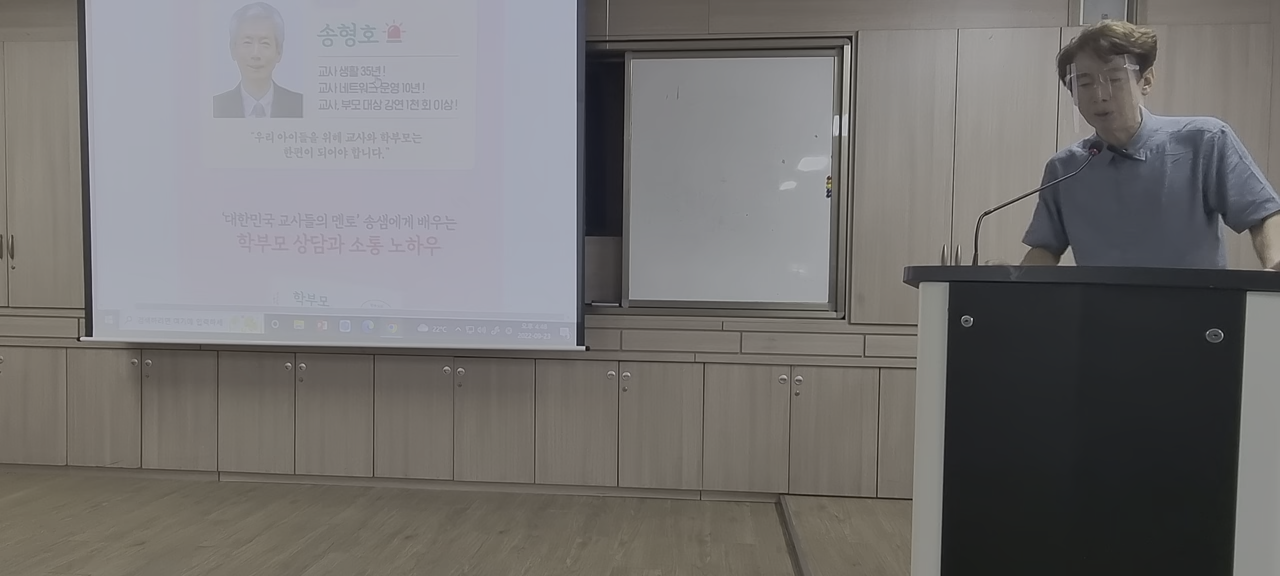 송형호
교사 생활 35년!
교사 네트워크 운영 10년!
교사, 부모 대상 강연 1천 회 이상!
"우리 아이들을 위해 교사와 학부모는
한편이 되어야 합니다."
'대한민국 교사들의 멘토' 송샘에게 배우는
학부모 상담과 소통 노하우
학부모
22°C